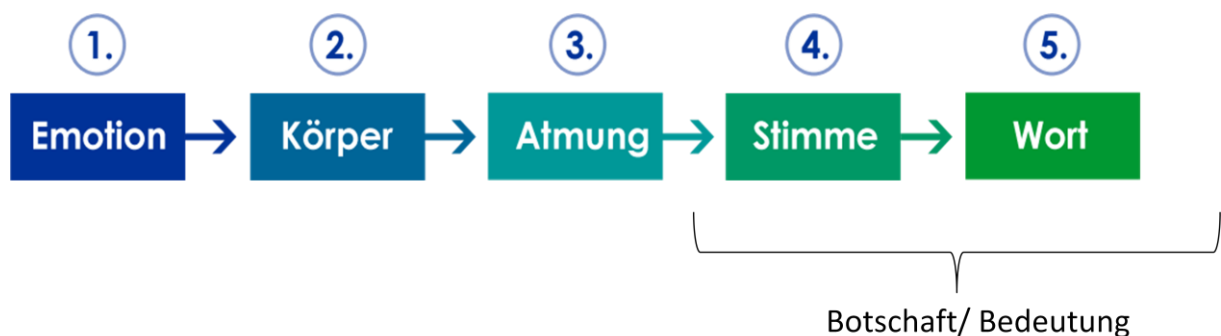 1. 2. 3. 4. 5.
Emotion Körper Atmung Stimme Wort
Botschaft/ Bedeutung